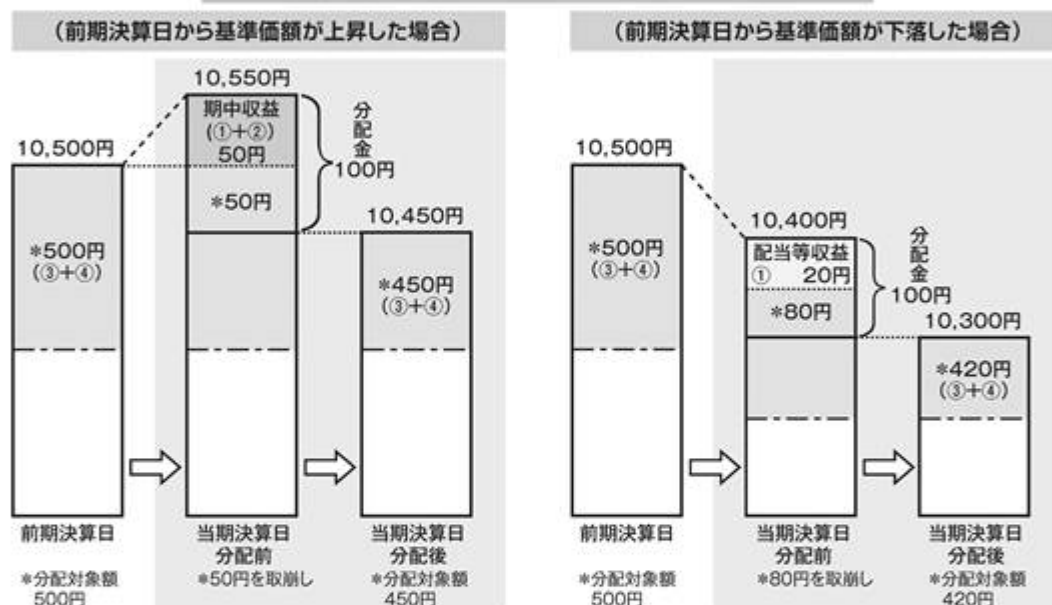 (前期決算日から基準価額が上昇した場合)
10,550円
期中収益
(①+②)
50円
*50円
分配金
100円
10,500円
*500円
(③+④)
10,450円
*450円
(③+④)
前期決算日
*分配対象額
500円
当期決算日
分配前
*50円を取崩し
当期決算日
分配後
*分配対象額
450円
(前期決算日から基準価額が下落した場合)
10,500円
*500円
(③+④)
10,400円
配当等収益
① 20円
*80円
分配金
100円
10,300円
*420円
(③+④)
前期決算日
*分配対象額
500円
当期決算日
分配前
*80円を取崩し
当期決算日
分配後
*分配対象額
420円